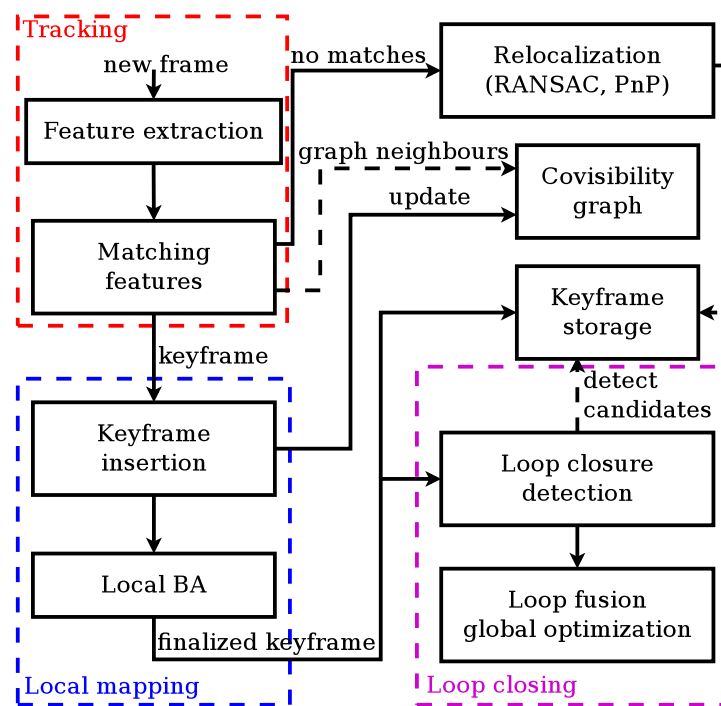 Tracking
new frame
Feature extraction
Matching
features
keyframe
Keyframe
insertion
Local BA
finalized keyframe
Local mapping
no matches
graph neighbours
update
Relocalization
(RANSAC, PnP)
Covisibility
graph
Keyframe
storage
detect
candidates
Loop closure
detection
Loop fusion
global optimization
Loop closing